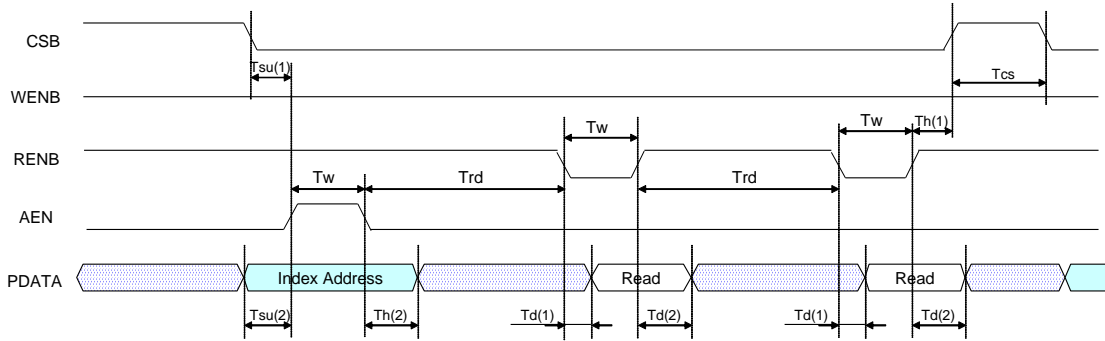 CSB
Tsu(1)
Tcs
WENB
Tw
Tw
Th(1)
RENB
Tw
Trd
Trd
AEN
PDATA
Index Address
Read
Read
Tsu(2)
Th(2)
Td(1)
Td(2)
Td(1)
Td(2)